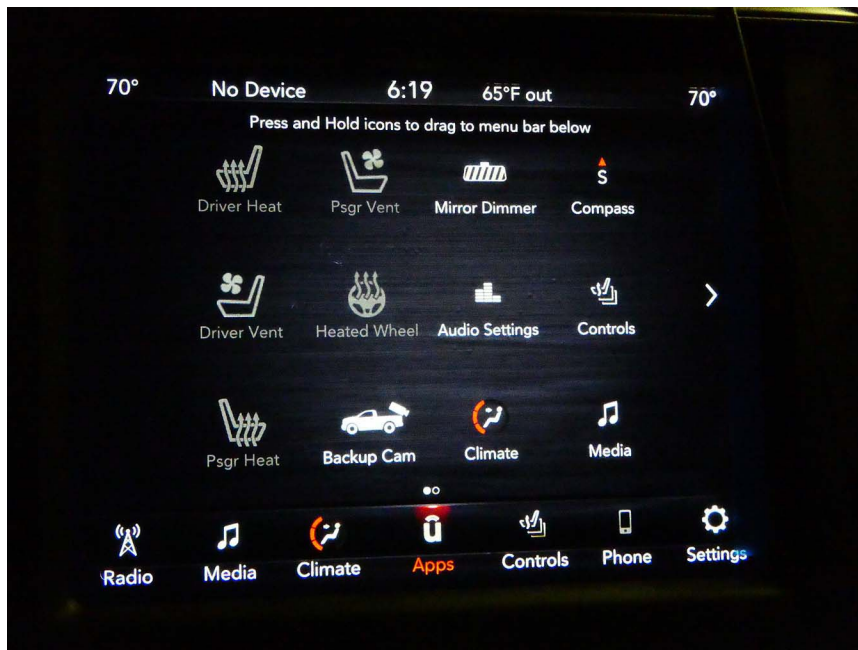 70° No Device 6:19 65°F out 70°
Press and Hold icons to drag to menu bar below
S
Driver Heat Psgr Vent Mirror Dimmer Compass
Driver Vent Heated Wheel Audio Settings Controls
Psgr Heat Backup Cam Climate Media
û
Radio Media Climate Apps Controls Phone Settings